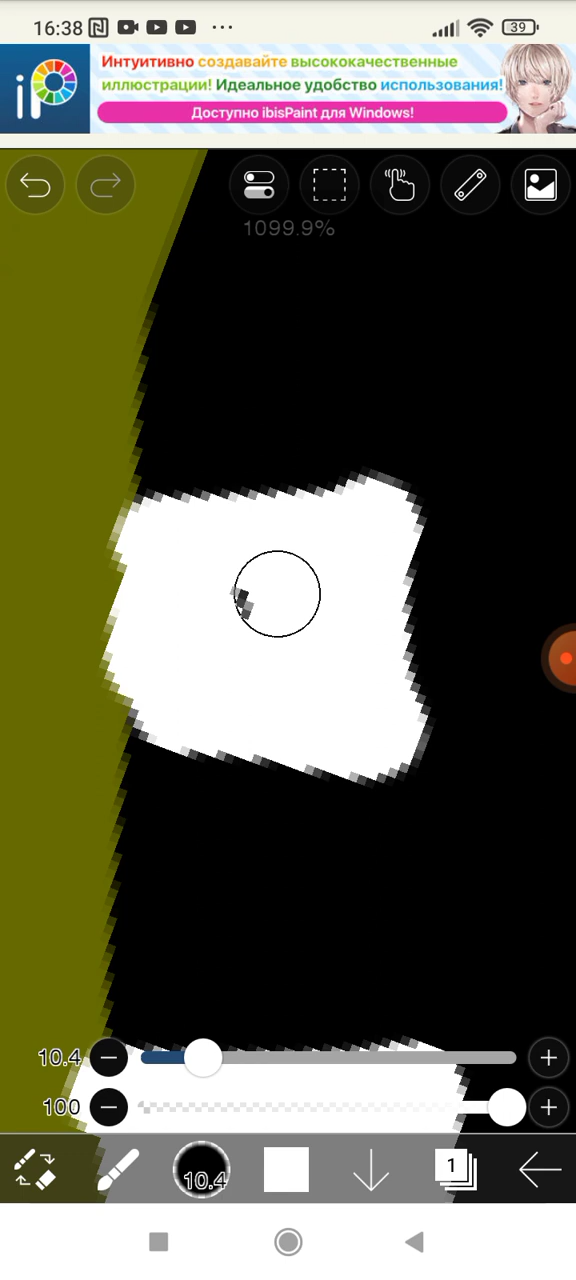 16:38
39
iP
Интуитивно создавайте высококачественные
иллюстрации! Идеальное удобство использования!
Доступно ibisPaint для Windows!
1099.9%
10.4
100
10.4
1